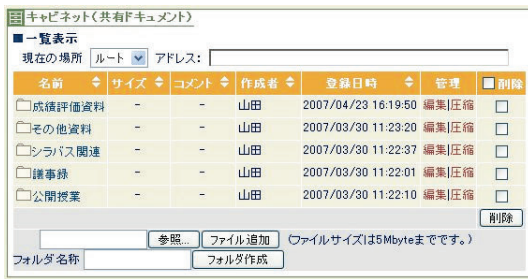 キャビネット(共有ドキュメント)
■一覧表示
現在の場所 ルート アドレス:
名前 サイズ コメント 作成者 登録日時 管理 削除
成績評価資料 - - 山田 2007/04/23 16:19:50 編集|圧縮
その他資料 - - 山田 2007/03/30 11:23:20 編集|圧縮
シラバス関連 - - 山田 2007/03/30 11:22:37 編集|圧縮
議事録 - - 山田 2007/03/30 11:22:01 編集|圧縮
公開授業 - - 山田 2007/03/30 11:22:10 編集|圧縮
削除
参照... ファイル追加 (ファイルサイズは5Mbyteまでです。)
フォルダ名称 フォルダ作成